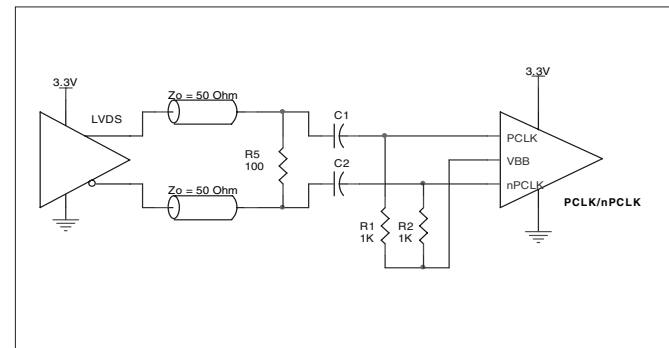 3.3V
3.3V
Zo = 50 Ohm
LVDS
C1
PCLK
R5
100
C2
VBB
Zo = 50 Ohm
nPCLK
PCLK/nPCLK
R1
1K
R2
1K